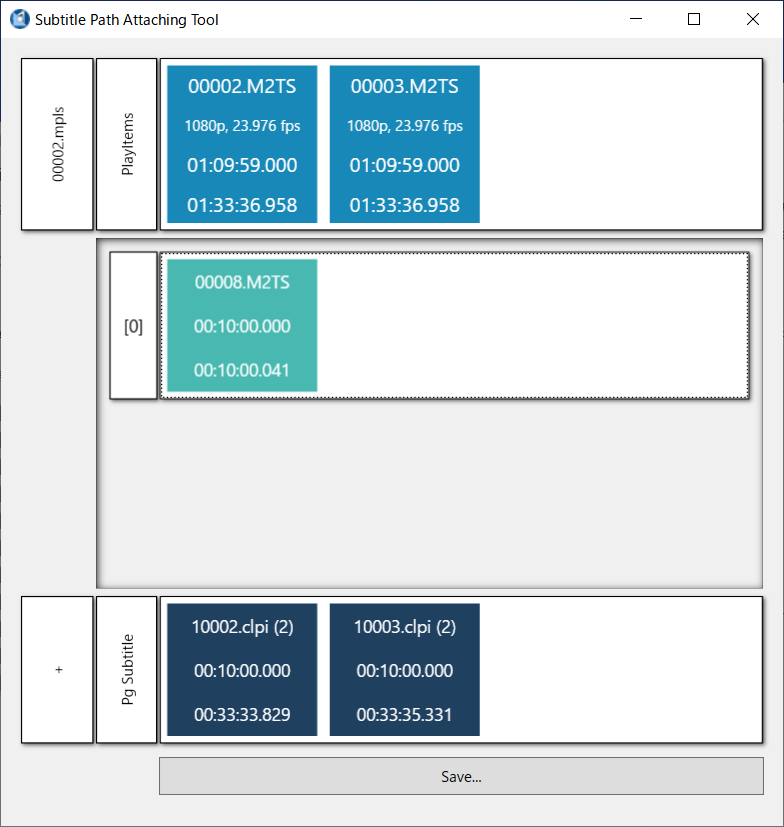 Subtitle Path Attaching Tool
00002.mpls
PlayItems
00002.M2TS
1080p, 23.976 fps
01:09:59.000
01:33:36.958
00003.M2TS
1080p, 23.976 fps
01:09:59.000
01:33:36.958
[0]
00008.M2TS
00:10:00.000
00:10:00.041
+
Pg Subtitle
10002.clpi (2)
00:10:00.000
00:33:33.829
10003.clpi (2)
00:10:00.000
00:33:35.331
Save...